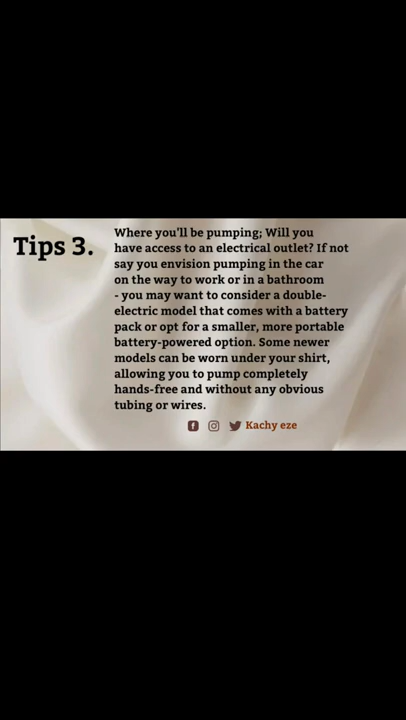 Tips 3.
Where you'll be pumping; Will you
have access to an electrical outlet? If not
say you envision pumping in the car
on the way to work or in a bathroom
- you may want to consider a double-
electric model that comes with a battery
pack or opt for a smaller, more portable
battery-powered option. Some newer
models can be worn under your shirt,
allowing you to pump completely
hands-free and without any obvious
tubing or wires.
Kachy eze